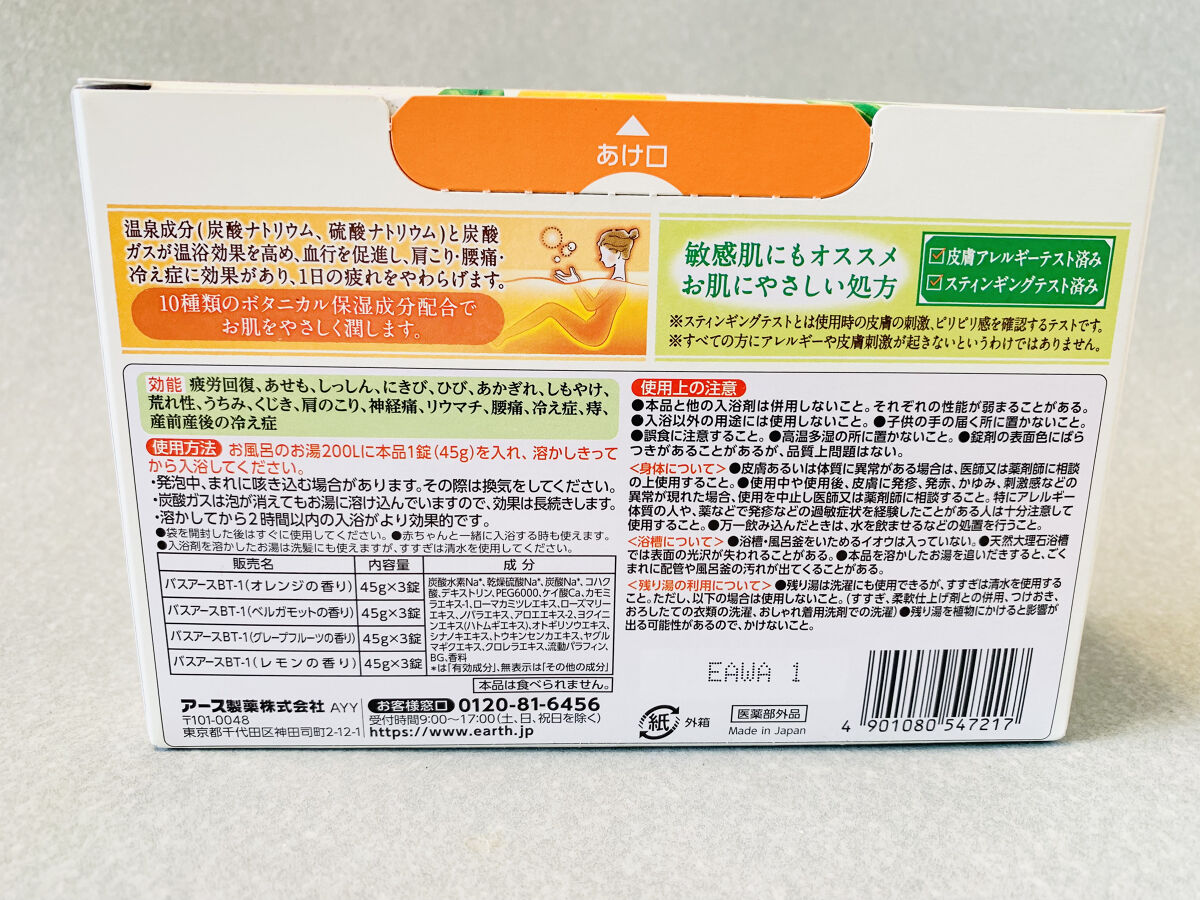 あけ口
温泉成分(炭酸ナトリウム、硫酸ナトリウム)と炭酸
ガスが温浴効果を高め、血行を促進し、肩こり・腰痛・
冷え症に効果があり、1日の疲れをやわらげます。
10種類のボタニカル保湿成分配合で
お肌をやさしく潤します。
敏感肌にもオススメ
お肌にやさしい処方
皮膚アレルギーテスト済み
スティンギングテスト済み
※スティンギングテストとは使用時の皮膚の刺激、ピリピリ感を確認するテストです。
※すべての方にアレルギーや皮膚刺激が起きないというわけではありません。
効能 疲労回復、あせも、しっしん、にきび、ひび、あかぎれ、しもやけ、
荒れ性、うちみ、くじき、肩のこり、神経痛、リウマチ、腰痛、冷え症、痔、
産前産後の冷え症
使用方法 お風呂のお湯200Lに本品1錠(45g)を入れ、溶かしきって
から入浴してください。
・発泡中、まれに咳き込む場合があります。その際は換気をしてください。
・炭酸ガスは泡が消えてもお湯に溶け込んでいますので、効果は長続きします。
・溶かしてから2時間以内の入浴がより効果的です。
●袋を開封した後はすぐに使用してください。●赤ちゃんと一緒に入浴する時も使えます。
●入浴剤を溶かしたお湯は洗髪にも使えますが、すすぎは清水を使用してください。
販売名 内容量 成分
バスアースBT-1(オレンジの香り) 45g×3錠
バスアースBT-1(ベルガモットの香り) 45g×3錠
バスアースBT-1(グレープフルーツの香り) 45g×3錠
バスアースBT-1(レモンの香り) 45g×3錠
炭酸水素Na*、乾燥硫酸Na*、炭酸Na*、コハク
酸、デキストリン、PEG6000、ケイ酸Ca、カモミ
ラエキス-1、ローマカミツレエキス、ローズマリー
エキス、ノバラエキス、アロエエキス-2、ヨクイニ
ンエキス(ハトムギエキス)、オトギリソウエキス、
シナノキエキス、トウキンセンカエキス、ヤグル
マギクエキス、クロレラエキス、流動パラフィン、
BG、香料
*は「有効成分」、無表示は「その他の成分」
本品は食べられません。
アース製薬株式会社 AYY
〒101-0048
東京都千代田区神田司町2-12-1
お客様窓口 0120-81-6456
受付時間9:00〜17:00(土、日、祝日を除く)
https://www.earth.jp
使用上の注意
●本品と他の入浴剤は併用しないこと。それぞれの性能が弱まることがある。
●入浴以外の用途には使用しないこと。●子供の手の届く所に置かないこと。
●誤食に注意すること。●高温多湿の所に置かないこと。●錠剤の表面色にばら
つきがあることがあるが、品質上問題はない。
<身体について>●皮膚あるいは体質に異常がある場合は、医師又は薬剤師に相談
の上使用すること。●使用中や使用後、皮膚に発疹、発赤、かゆみ、刺激感などの
異常が現れた場合、使用を中止し医師又は薬剤師に相談すること。特にアレルギー
体質の人や、薬などで発疹などの過敏症状を経験したことがある人は十分注意して
使用すること。●万一飲み込んだときは、水を飲ませるなどの処置を行うこと。
<浴槽について>●浴槽・風呂釜をいためるイオウは入っていない。●天然大理石浴槽
では表面の光沢が失われることがある。●本品を溶かしたお湯を追いだきすると、ごく
まれに配管や風呂釜の汚れが出てくることがある。
<残り湯の利用について>●残り湯は洗濯にも使用できるが、すすぎは清水を使用する
こと。ただし、以下の場合は使用しないこと。(すすぎ、柔軟仕上げ剤との併用、つけおき、
おろしたての衣類の洗濯、おしゃれ着用洗剤での洗濯)●残り湯を植物にかけると影響が
出る可能性があるので、かけないこと。
EAWA 1
紙 外箱
医薬部外品
Made in Japan
4 901080 547217